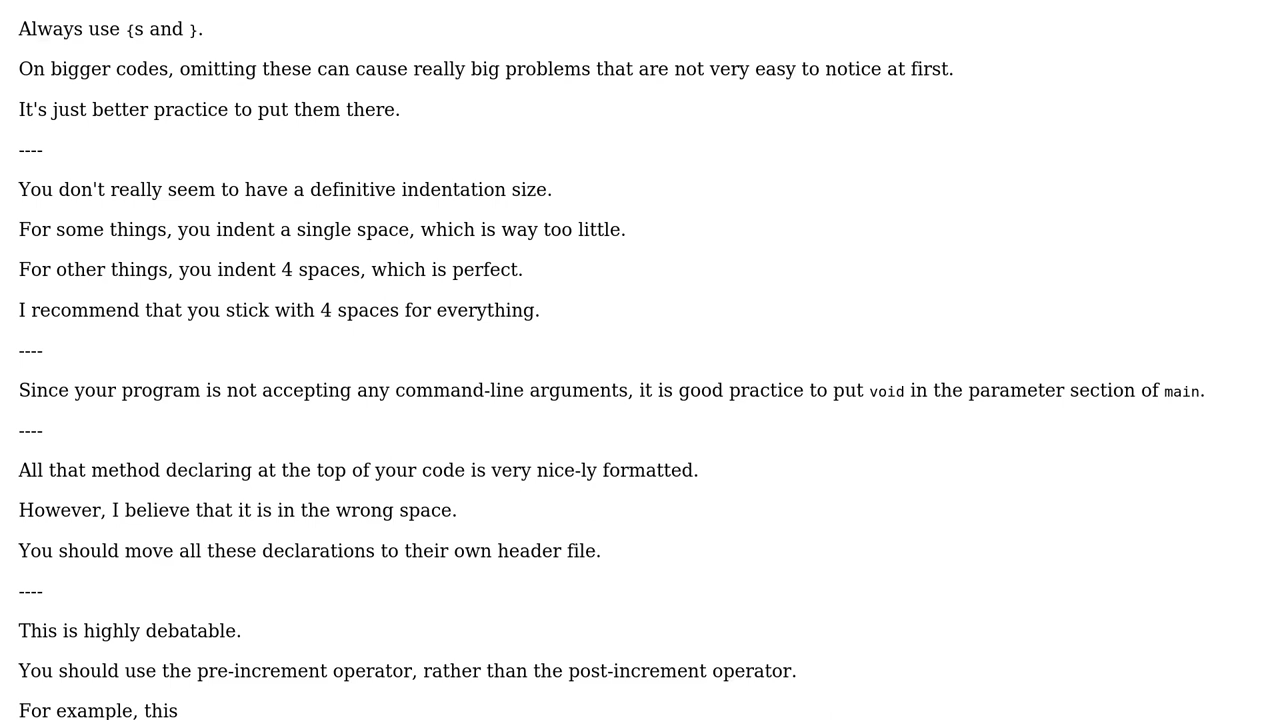 Always use {s and }.
On bigger codes, omitting these can cause really big problems that are not very easy to notice at first.
It's just better practice to put them there.
----
You don't really seem to have a definitive indentation size.
For some things, you indent a single space, which is way too little.
For other things, you indent 4 spaces, which is perfect.
I recommend that you stick with 4 spaces for everything.
----
Since your program is not accepting any command-line arguments, it is good practice to put void in the parameter section of main.
----
All that method declaring at the top of your code is very nice-ly formatted.
However, I believe that it is in the wrong space.
You should move all these declarations to their own header file.
----
This is highly debatable.
You should use the pre-increment operator, rather than the post-increment operator.
For example, this